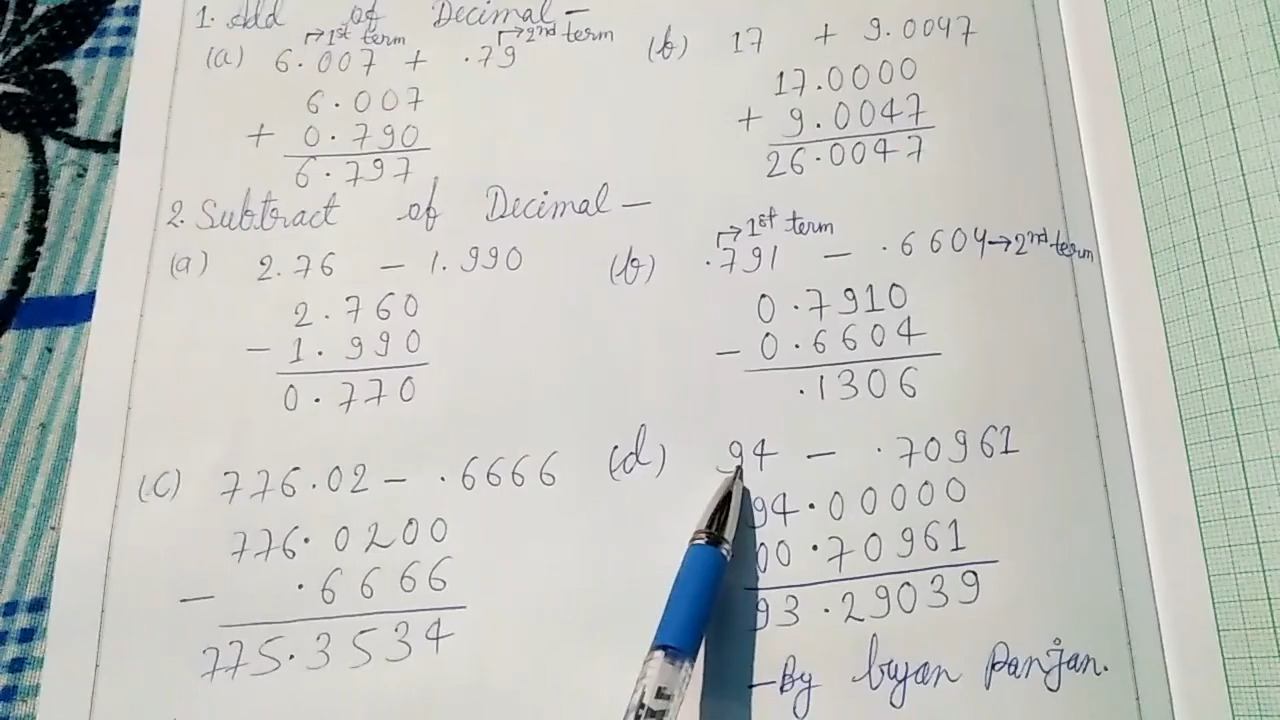 1. Add of Decimal –
(a) 6.007 + .79
→1st term →2nd term
6.007
+ 0.790
6.797
(b) 17 + 9.0047
17.0000
+ 9.0047
26.0047
2. Subtract of Decimal –
(a) 2.76 – 1.990
2.760
– 1.990
0.770
(b) .791 – .6604→2nd term
→1st term
0.7910
– 0.6604
.1306
(c) 776.02 – .6666
776.0200
– .6666
775.3534
(d) 94 – .70961
94.00000
00.70961
93.29039
– By Gyan Panjan.